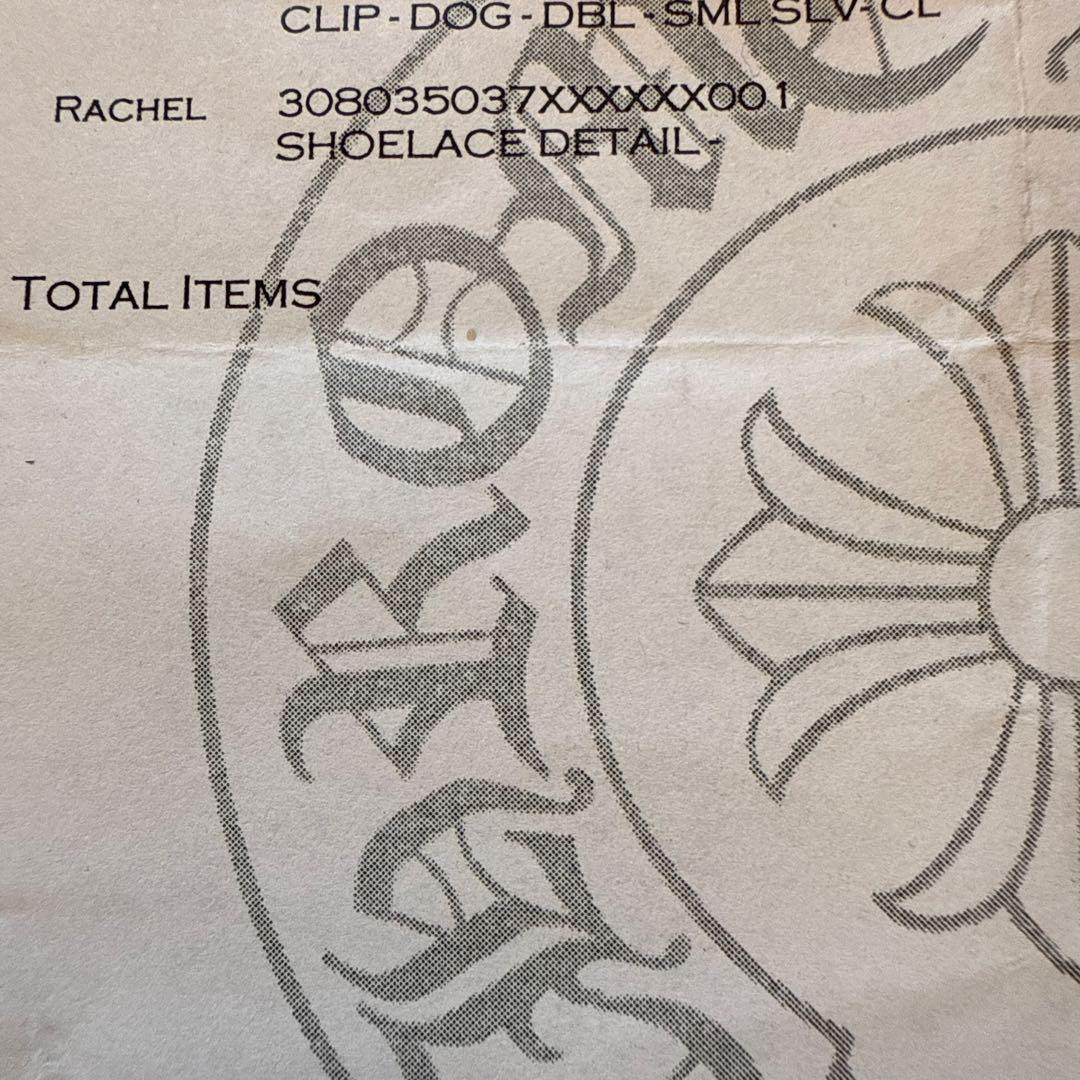 CLIP - DOG - DBL - SML SLV- CL
RACHEL 308035037XXXXXX001
SHOELACE DETAIL -
TOTAL ITEMS